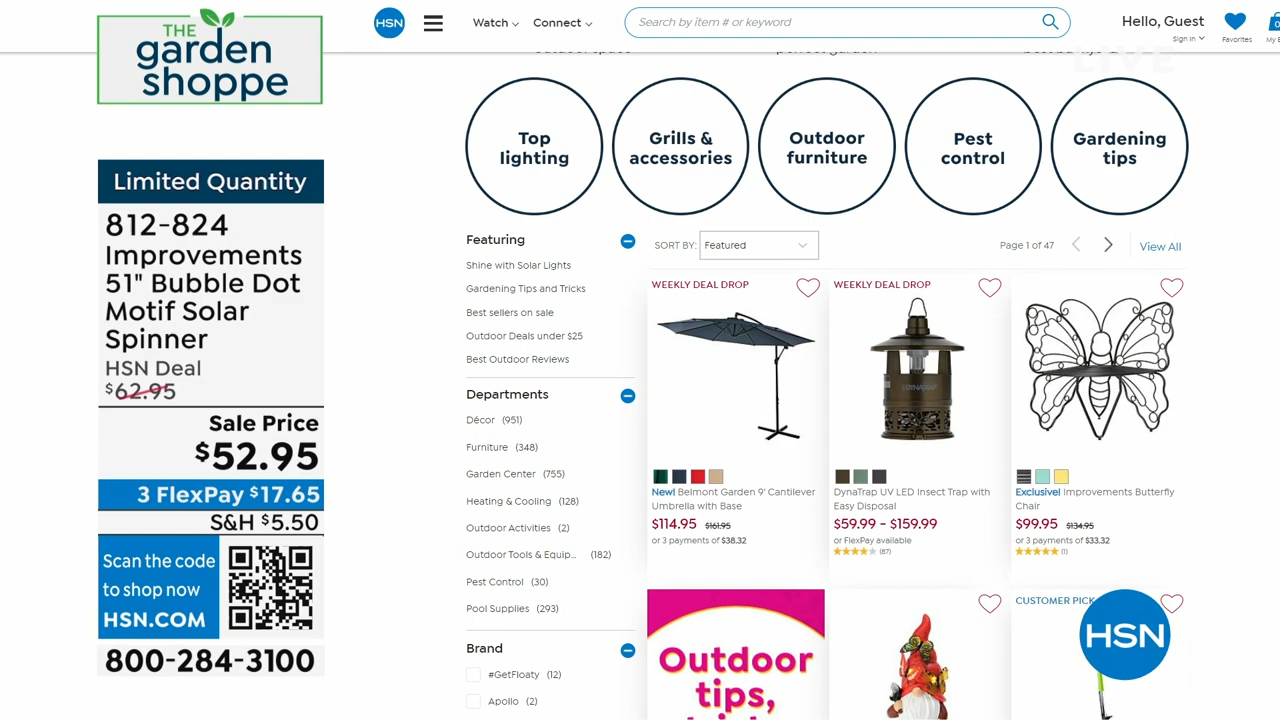 THE
garden
shoppe
Limited Quantity
812-824
Improvements
51" Bubble Dot
Motif Solar
Spinner
HSN Deal
$62.95
Sale Price
$52.95
3 FlexPay $17.65
S&H $5.50
Scan the code
to shop now
HSN.COM
800-284-3100
HSN
Watch
Connect
Search by item # or keyword
Hello, Guest
Sign In
Favorites
LIVE
Top
lighting
Grills &
accessories
Outdoor
furniture
Pest
control
Gardening
tips
Featuring
Shine with Solar Lights
Gardening Tips and Tricks
Best sellers on sale
Outdoor Deals under $25
Best Outdoor Reviews
Departments
Décor (951)
Furniture (348)
Garden Center (755)
Heating & Cooling (128)
Outdoor Activities (2)
Outdoor Tools & Equip... (182)
Pest Control (30)
Pool Supplies (293)
Brand
#GetFloaty (12)
Apollo (2)
SORT BY: Featured
Page 1 of 47
View All
WEEKLY DEAL DROP
New! Belmont Garden 9' Cantilever
Umbrella with Base
$114.95 $161.95
or 3 payments of $38.32
WEEKLY DEAL DROP
DYNATRAP
DynaTrap UV LED Insect Trap with
Easy Disposal
$59.99 - $159.99
or FlexPay available
(87)
Exclusive! Improvements Butterfly
Chair
$99.95 $134.95
or 3 payments of $33.32
(1)
Outdoor
tips,
CUSTOMER PICK
HSN